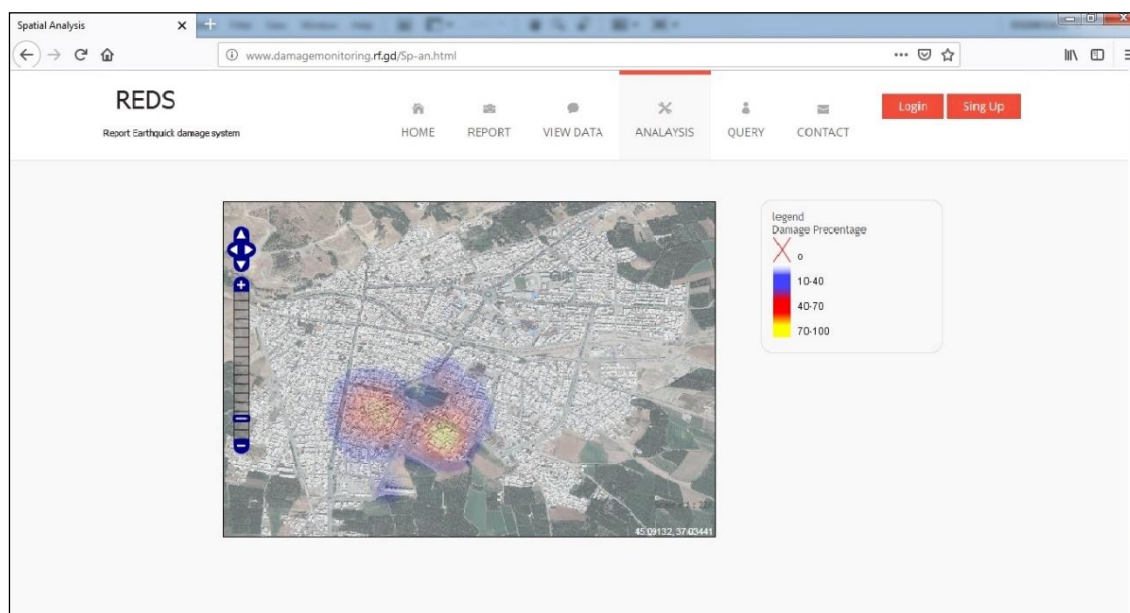 Spatial Analysis
www.damagemonitoring.rf.gd/Sp-an.html
REDS
Report Earthquick damage system
HOME
REPORT
VIEW DATA
ANALAYSIS
QUERY
CONTACT
Login
Sing Up
legend
Damage Precentage
0
10-40
40-70
70-100
45.09132, 37.03441